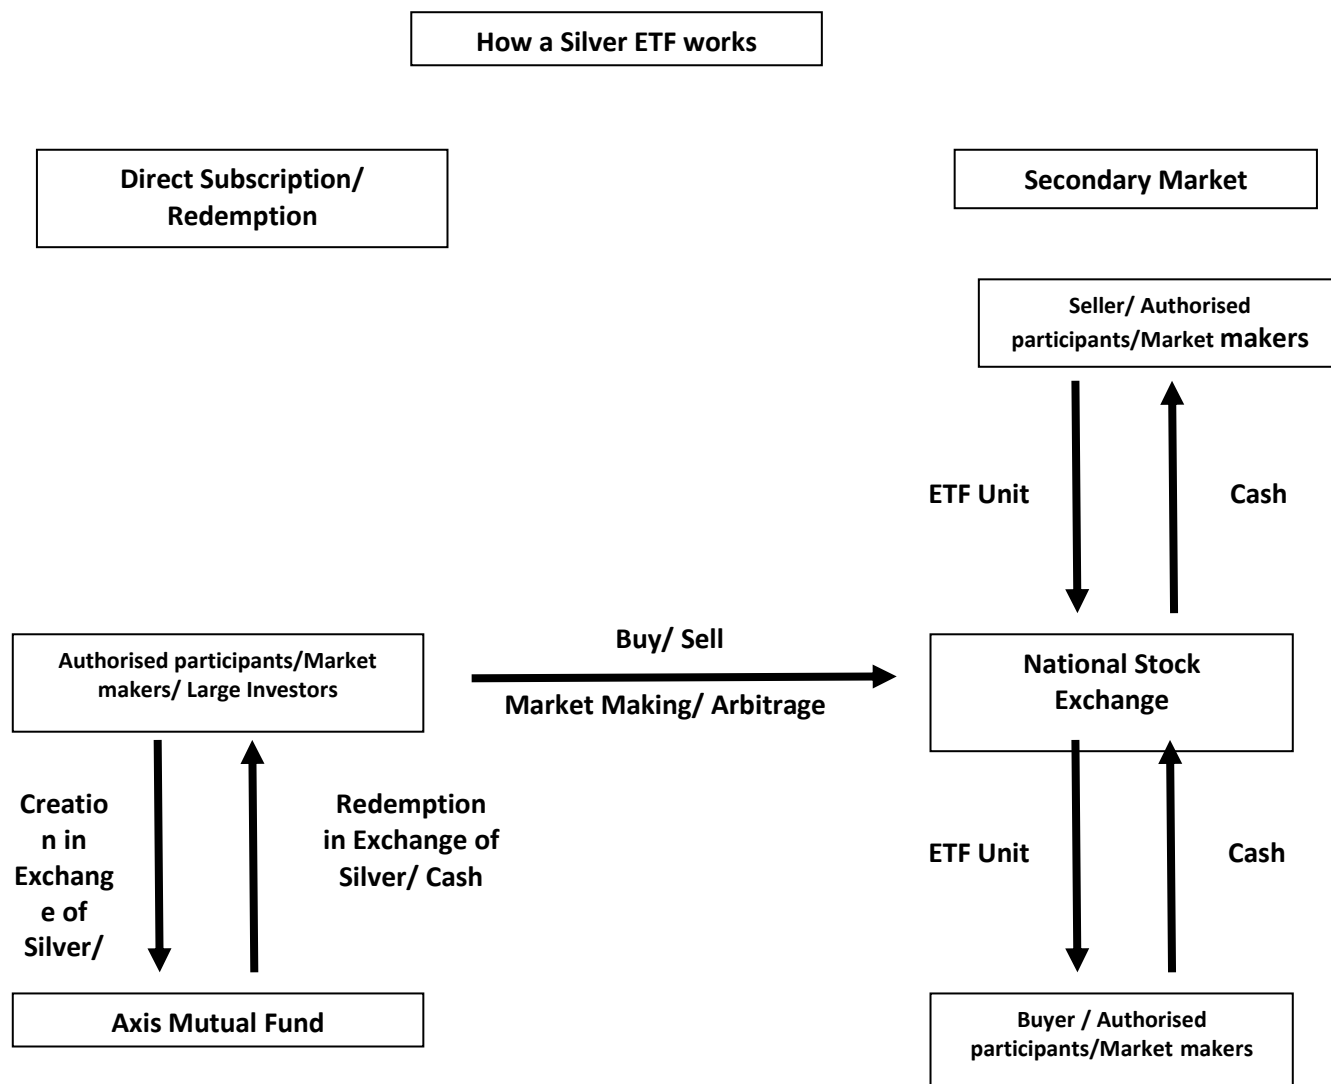 How a Silver ETF works
Direct Subscription/
Redemption
Secondary Market
Seller/ Authorised
participants/Market makers
ETF Unit
Cash
Authorised participants/Market
makers/ Large Investors
Buy/ Sell
Market Making/ Arbitrage
National Stock
Exchange
Creatio
n in
Exchang
e of
Silver/
Redemption
in Exchange of
Silver/ Cash
ETF Unit
Cash
Axis Mutual Fund
Buyer / Authorised
participants/Market makers